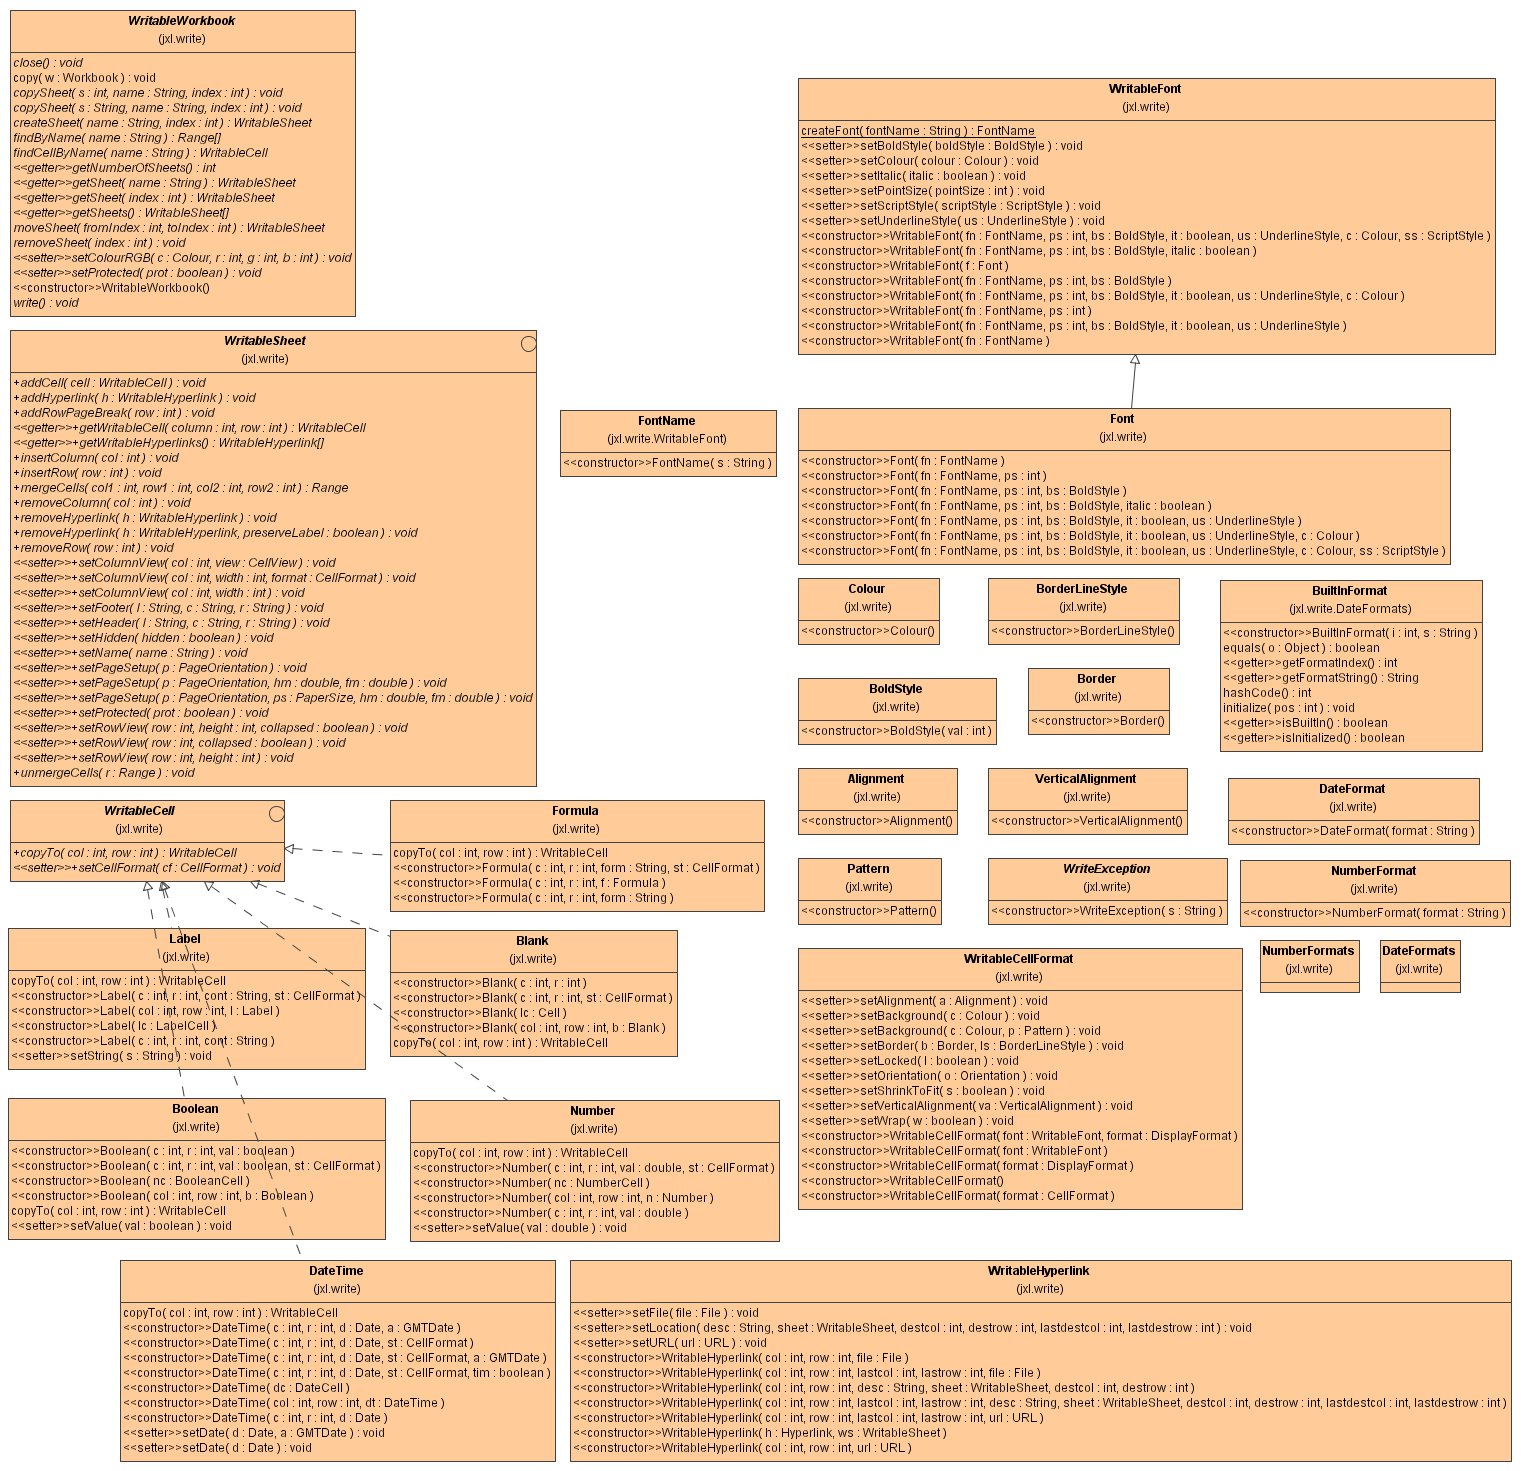 WritableWorkbook
(jxl.write)
close() : void
copy( w : Workbook ) : void
copySheet( s : int, name : String, index : int ) : void
copySheet( s : String, name : String, index : int ) : void
createSheet( name : String, index : int ) : WritableSheet
findByName( name : String ) : Range[]
findCellByName( name : String ) : WritableCell
<<getter>>getNumberOfSheets() : int
<<getter>>getSheet( name : String ) : WritableSheet
<<getter>>getSheet( index : int ) : WritableSheet
<<getter>>getSheets() : WritableSheet[]
moveSheet( fromIndex : int, toIndex : int ) : WritableSheet
removeSheet( index : int ) : void
<<setter>>setColourRGB( c : Colour, r : int, g : int, b : int ) : void
<<setter>>setProtected( prot : boolean ) : void
<<constructor>>WritableWorkbook()
write() : void
WritableFont
(jxl.write)
createFont( fontName : String ) : FontName
<<setter>>setBoldStyle( boldStyle : BoldStyle ) : void
<<setter>>setColour( colour : Colour ) : void
<<setter>>setItalic( italic : boolean ) : void
<<setter>>setPointSize( pointSize : int ) : void
<<setter>>setScriptStyle( scriptStyle : ScriptStyle ) : void
<<setter>>setUnderlineStyle( us : UnderlineStyle ) : void
<<constructor>>WritableFont( fn : FontName, ps : int, bs : BoldStyle, it : boolean, us : UnderlineStyle, c : Colour, ss : ScriptStyle )
<<constructor>>WritableFont( fn : FontName, ps : int, bs : BoldStyle, italic : boolean )
<<constructor>>WritableFont( f : Font )
<<constructor>>WritableFont( fn : FontName, ps : int, bs : BoldStyle )
<<constructor>>WritableFont( fn : FontName, ps : int, bs : BoldStyle, it : boolean, us : UnderlineStyle, c : Colour )
<<constructor>>WritableFont( fn : FontName, ps : int )
<<constructor>>WritableFont( fn : FontName, ps : int, bs : BoldStyle, it : boolean, us : UnderlineStyle )
<<constructor>>WritableFont( fn : FontName )
WritableSheet
(jxl.write)
+addCell( cell : WritableCell ) : void
+addHyperlink( h : WritableHyperlink ) : void
+addRowPageBreak( row : int ) : void
<<getter>>+getWritableCell( column : int, row : int ) : WritableCell
<<getter>>+getWritableHyperlinks() : WritableHyperlink[]
+insertColumn( col : int ) : void
+insertRow( row : int ) : void
+mergeCells( col1 : int, row1 : int, col2 : int, row2 : int ) : Range
+removeColumn( col : int ) : void
+removeHyperlink( h : WritableHyperlink ) : void
+removeHyperlink( h : WritableHyperlink, preserveLabel : boolean ) : void
+removeRow( row : int ) : void
<<setter>>+setColumnView( col : int, view : CellView ) : void
<<setter>>+setColumnView( col : int, width : int, format : CellFormat ) : void
<<setter>>+setColumnView( col : int, width : int ) : void
<<setter>>+setFooter( l : String, c : String, r : String ) : void
<<setter>>+setHeader( l : String, c : String, r : String ) : void
<<setter>>+setHidden( hidden : boolean ) : void
<<setter>>+setName( name : String ) : void
<<setter>>+setPageSetup( p : PageOrientation ) : void
<<setter>>+setPageSetup( p : PageOrientation, hm : double, fm : double ) : void
<<setter>>+setPageSetup( p : PageOrientation, ps : PaperSize, hm : double, fm : double ) : void
<<setter>>+setProtected( prot : boolean ) : void
<<setter>>+setRowView( row : int, height : int, collapsed : boolean ) : void
<<setter>>+setRowView( row : int, collapsed : boolean ) : void
<<setter>>+setRowView( row : int, height : int ) : void
+unmergeCells( r : Range ) : void
FontName
(jxl.write.WritableFont)
<<constructor>>FontName( s : String )
Font
(jxl.write)
<<constructor>>Font( fn : FontName )
<<constructor>>Font( fn : FontName, ps : int )
<<constructor>>Font( fn : FontName, ps : int, bs : BoldStyle )
<<constructor>>Font( fn : FontName, ps : int, bs : BoldStyle, italic : boolean )
<<constructor>>Font( fn : FontName, ps : int, bs : BoldStyle, it : boolean, us : UnderlineStyle )
<<constructor>>Font( fn : FontName, ps : int, bs : BoldStyle, it : boolean, us : UnderlineStyle, c : Colour )
<<constructor>>Font( fn : FontName, ps : int, bs : BoldStyle, it : boolean, us : UnderlineStyle, c : Colour, ss : ScriptStyle )
Colour
(jxl.write)
<<constructor>>Colour()
BorderLineStyle
(jxl.write)
<<constructor>>BorderLineStyle()
BuiltInFormat
(jxl.write.DateFormats)
<<constructor>>BuiltInFormat( i : int, s : String )
equals( o : Object ) : boolean
<<getter>>getFormatIndex() : int
<<getter>>getFormatString() : String
hashCode() : int
initialize( pos : int ) : void
<<getter>>isBuiltIn() : boolean
<<getter>>isInitialized() : boolean
BoldStyle
(jxl.write)
<<constructor>>BoldStyle( val : int )
Border
(jxl.write)
<<constructor>>Border()
Alignment
(jxl.write)
<<constructor>>Alignment()
VerticalAlignment
(jxl.write)
<<constructor>>VerticalAlignment()
DateFormat
(jxl.write)
<<constructor>>DateFormat( format : String )
WritableCell
(jxl.write)
+copyTo( col : int, row : int ) : WritableCell
<<setter>>+setCellFormat( cf : CellFormat ) : void
Formula
(jxl.write)
copyTo( col : int, row : int ) : WritableCell
<<constructor>>Formula( c : int, r : int, form : String, st : CellFormat )
<<constructor>>Formula( c : int, r : int, f : Formula )
<<constructor>>Formula( c : int, r : int, form : String )
Pattern
(jxl.write)
<<constructor>>Pattern()
WriteException
(jxl.write)
<<constructor>>WriteException( s : String )
NumberFormat
(jxl.write)
<<constructor>>NumberFormat( format : String )
Label
(jxl.write)
copyTo( col : int, row : int ) : WritableCell
<<constructor>>Label( c : int, r : int, cont : String, st : CellFormat )
<<constructor>>Label( col : int, row : int, l : Label )
<<constructor>>Label( lc : LabelCell )
<<constructor>>Label( c : int, r : int, cont : String )
<<setter>>setString( s : String ) : void
Blank
(jxl.write)
<<constructor>>Blank( c : int, r : int )
<<constructor>>Blank( c : int, r : int, st : CellFormat )
<<constructor>>Blank( lc : Cell )
<<constructor>>Blank( col : int, row : int, b : Blank )
copyTo( col : int, row : int ) : WritableCell
WritableCellFormat
(jxl.write)
<<setter>>setAlignment( a : Alignment ) : void
<<setter>>setBackground( c : Colour ) : void
<<setter>>setBackground( c : Colour, p : Pattern ) : void
<<setter>>setBorder( b : Border, ls : BorderLineStyle ) : void
<<setter>>setLocked( l : boolean ) : void
<<setter>>setOrientation( o : Orientation ) : void
<<setter>>setShrinkToFit( s : boolean ) : void
<<setter>>setVerticalAlignment( va : VerticalAlignment ) : void
<<setter>>setWrap( w : boolean ) : void
<<constructor>>WritableCellFormat( font : WritableFont, format : DisplayFormat )
<<constructor>>WritableCellFormat( font : WritableFont )
<<constructor>>WritableCellFormat( format : DisplayFormat )
<<constructor>>WritableCellFormat()
<<constructor>>WritableCellFormat( format : CellFormat )
NumberFormats
(jxl.write)
DateFormats
(jxl.write)
Boolean
(jxl.write)
<<constructor>>Boolean( c : int, r : int, val : boolean )
<<constructor>>Boolean( c : int, r : int, val : boolean, st : CellFormat )
<<constructor>>Boolean( nc : BooleanCell )
<<constructor>>Boolean( col : int, row : int, b : Boolean )
copyTo( col : int, row : int ) : WritableCell
<<setter>>setValue( val : boolean ) : void
Number
(jxl.write)
copyTo( col : int, row : int ) : WritableCell
<<constructor>>Number( c : int, r : int, val : double, st : CellFormat )
<<constructor>>Number( nc : NumberCell )
<<constructor>>Number( col : int, row : int, n : Number )
<<constructor>>Number( c : int, r : int, val : double )
<<setter>>setValue( val : double ) : void
DateTime
(jxl.write)
copyTo( col : int, row : int ) : WritableCell
<<constructor>>DateTime( c : int, r : int, d : Date, a : GMTDate )
<<constructor>>DateTime( c : int, r : int, d : Date, st : CellFormat )
<<constructor>>DateTime( c : int, r : int, d : Date, st : CellFormat, a : GMTDate )
<<constructor>>DateTime( c : int, r : int, d : Date, st : CellFormat, tim : boolean )
<<constructor>>DateTime( dc : DateCell )
<<constructor>>DateTime( col : int, row : int, dt : DateTime )
<<constructor>>DateTime( c : int, r : int, d : Date )
<<setter>>setDate( d : Date, a : GMTDate ) : void
<<setter>>setDate( d : Date ) : void
WritableHyperlink
(jxl.write)
<<setter>>setFile( file : File ) : void
<<setter>>setLocation( desc : String, sheet : WritableSheet, destcol : int, destrow : int, lastdestcol : int, lastdestrow : int ) : void
<<setter>>setURL( url : URL ) : void
<<constructor>>WritableHyperlink( col : int, row : int, file : File )
<<constructor>>WritableHyperlink( col : int, row : int, lastcol : int, lastrow : int, file : File )
<<constructor>>WritableHyperlink( col : int, row : int, desc : String, sheet : WritableSheet, destcol : int, destrow : int )
<<constructor>>WritableHyperlink( col : int, row : int, lastcol : int, lastrow : int, desc : String, sheet : WritableSheet, destcol : int, destrow : int, lastdestcol : int, lastdestrow : int )
<<constructor>>WritableHyperlink( col : int, row : int, lastcol : int, lastrow : int, url : URL )
<<constructor>>WritableHyperlink( h : Hyperlink, ws : WritableSheet )
<<constructor>>WritableHyperlink( col : int, row : int, url : URL )